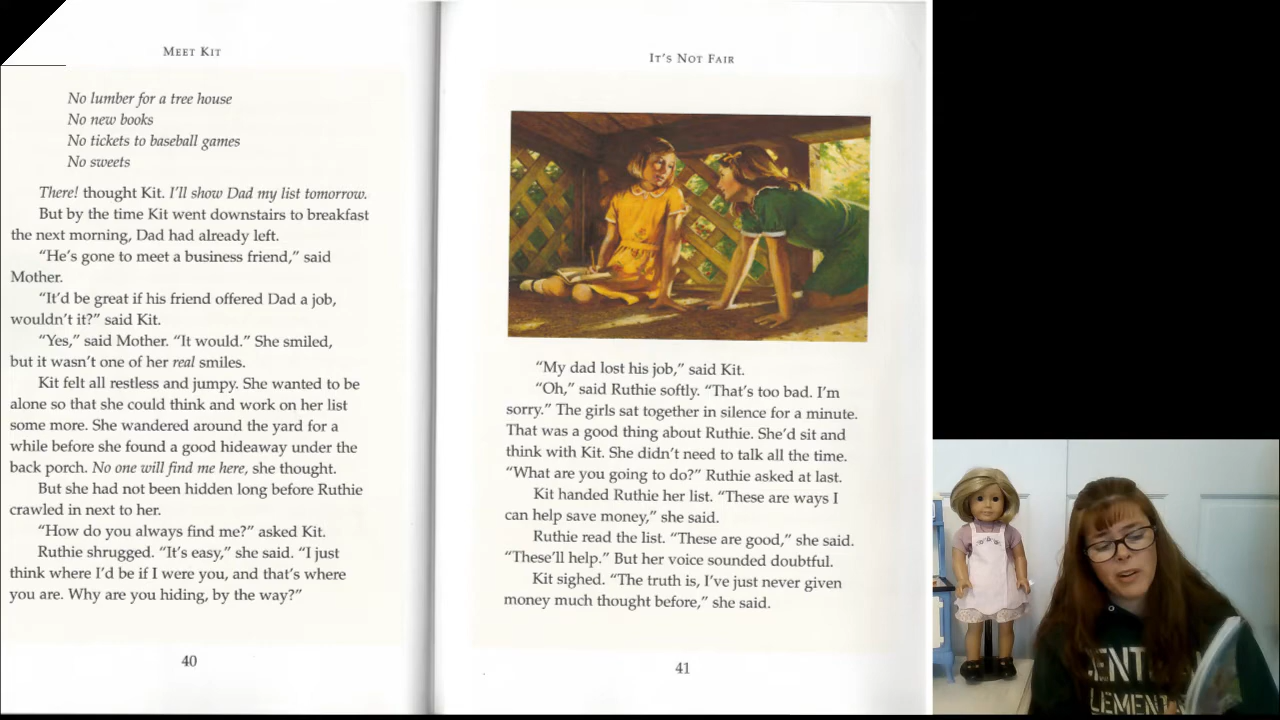 MEET KIT
No lumber for a tree house
No new books
No tickets to baseball games
No sweets
There! thought Kit. I'll show Dad my list tomorrow.
But by the time Kit went downstairs to breakfast
the next morning, Dad had already left.
“He's gone to meet a business friend,” said
Mother.
“It'd be great if his friend offered Dad a job,
wouldn't it?” said Kit.
“Yes,” said Mother. “It would.” She smiled,
but it wasn't one of her real smiles.
Kit felt all restless and jumpy. She wanted to be
alone so that she could think and work on her list
some more. She wandered around the yard for a
while before she found a good hideaway under the
back porch. No one will find me here, she thought.
But she had not been hidden long before Ruthie
crawled in next to her.
“How do you always find me?” asked Kit.
Ruthie shrugged. “It's easy,” she said. “I just
think where I'd be if I were you, and that's where
you are. Why are you hiding, by the way?”
40
IT'S NOT FAIR
“My dad lost his job,” said Kit.
“Oh,” said Ruthie softly. “That's too bad. I'm
sorry.” The girls sat together in silence for a minute.
That was a good thing about Ruthie. She'd sit and
think with Kit. She didn't need to talk all the time.
“What are you going to do?” Ruthie asked at last.
Kit handed Ruthie her list. “These are ways I
can help save money,” she said.
Ruthie read the list. “These are good,” she said.
“These'll help.” But her voice sounded doubtful.
Kit sighed. “The truth is, I've just never given
money much thought before,” she said.
41